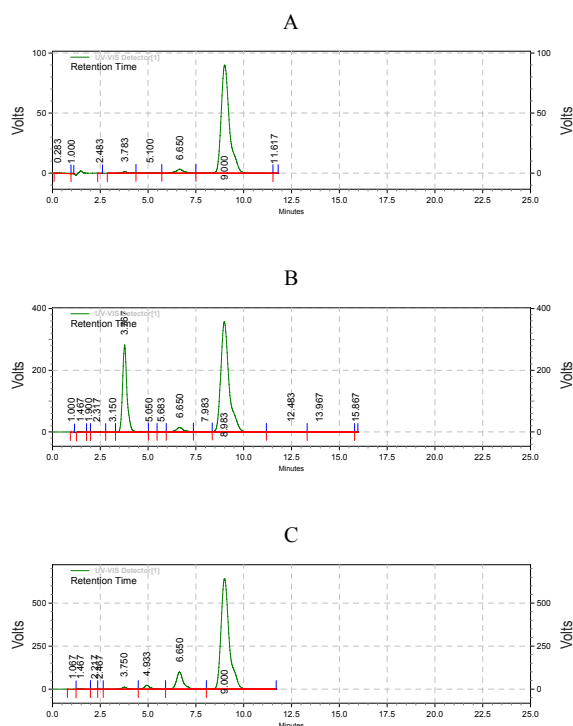 A
100 100
UV-VIS Detector[1]
Retention Time
Volts Volts
50 50
0.283 1.000 2.483 3.783 5.100 6.650 9.000 11.617
0 0
0.0 2.5 5.0 7.5 10.0 12.5 15.0 17.5 20.0 22.5 25.0
Minutes
B
400 400
UV-VIS Detector[1]
Retention Time
Volts Volts
200 200
1.000 1.467 1.900 2.317 3.150 5.050 5.683 6.650 7.983 8.983 12.483 13.967 15.867
0 0
0.0 2.5 5.0 7.5 10.0 12.5 15.0 17.5 20.0 22.5 25.0
Minutes
C
UV-VIS Detector[1]
Retention Time
500 500
Volts Volts
250 250
1.067 1.467 2.217 2.467 3.750 4.933 6.650 9.000
0 0
0.0 2.5 5.0 7.5 10.0 12.5 15.0 17.5 20.0 22.5 25.0
Minutes